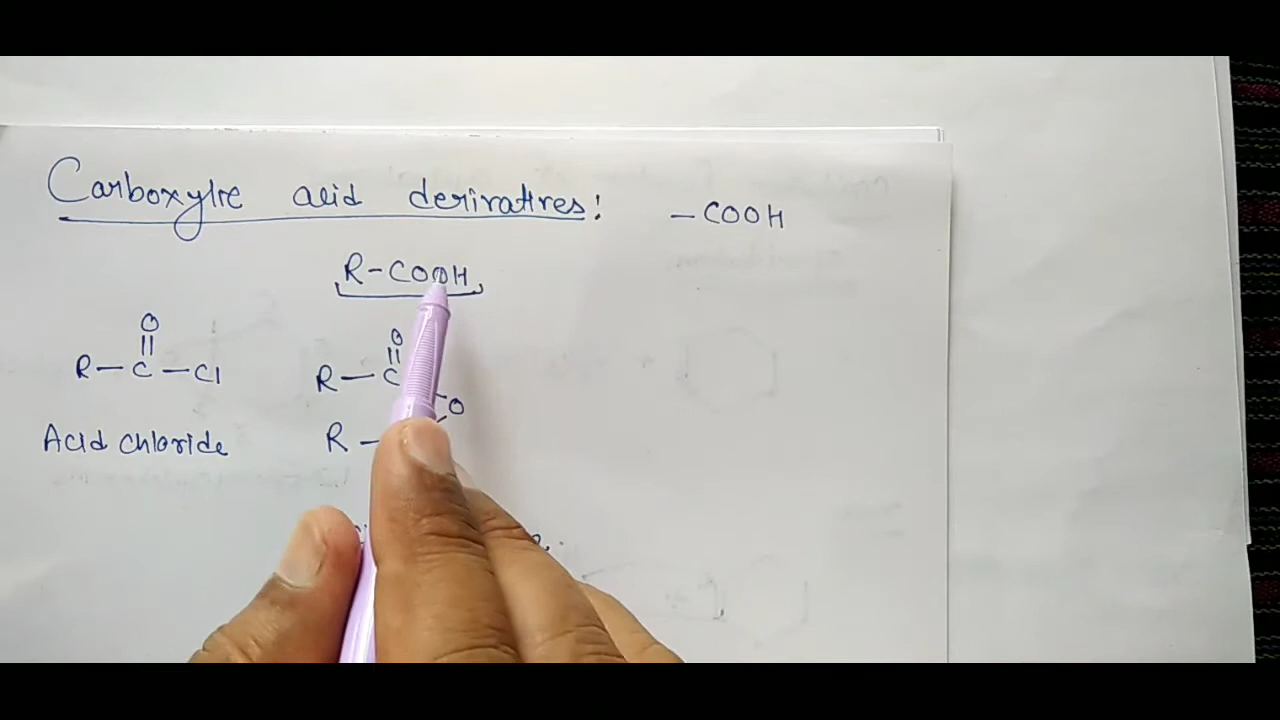 Carboxylic acid derivatives: –COOH
R–COOH
O
R–C–Cl
O
R–C
O
R–
Acid chloride